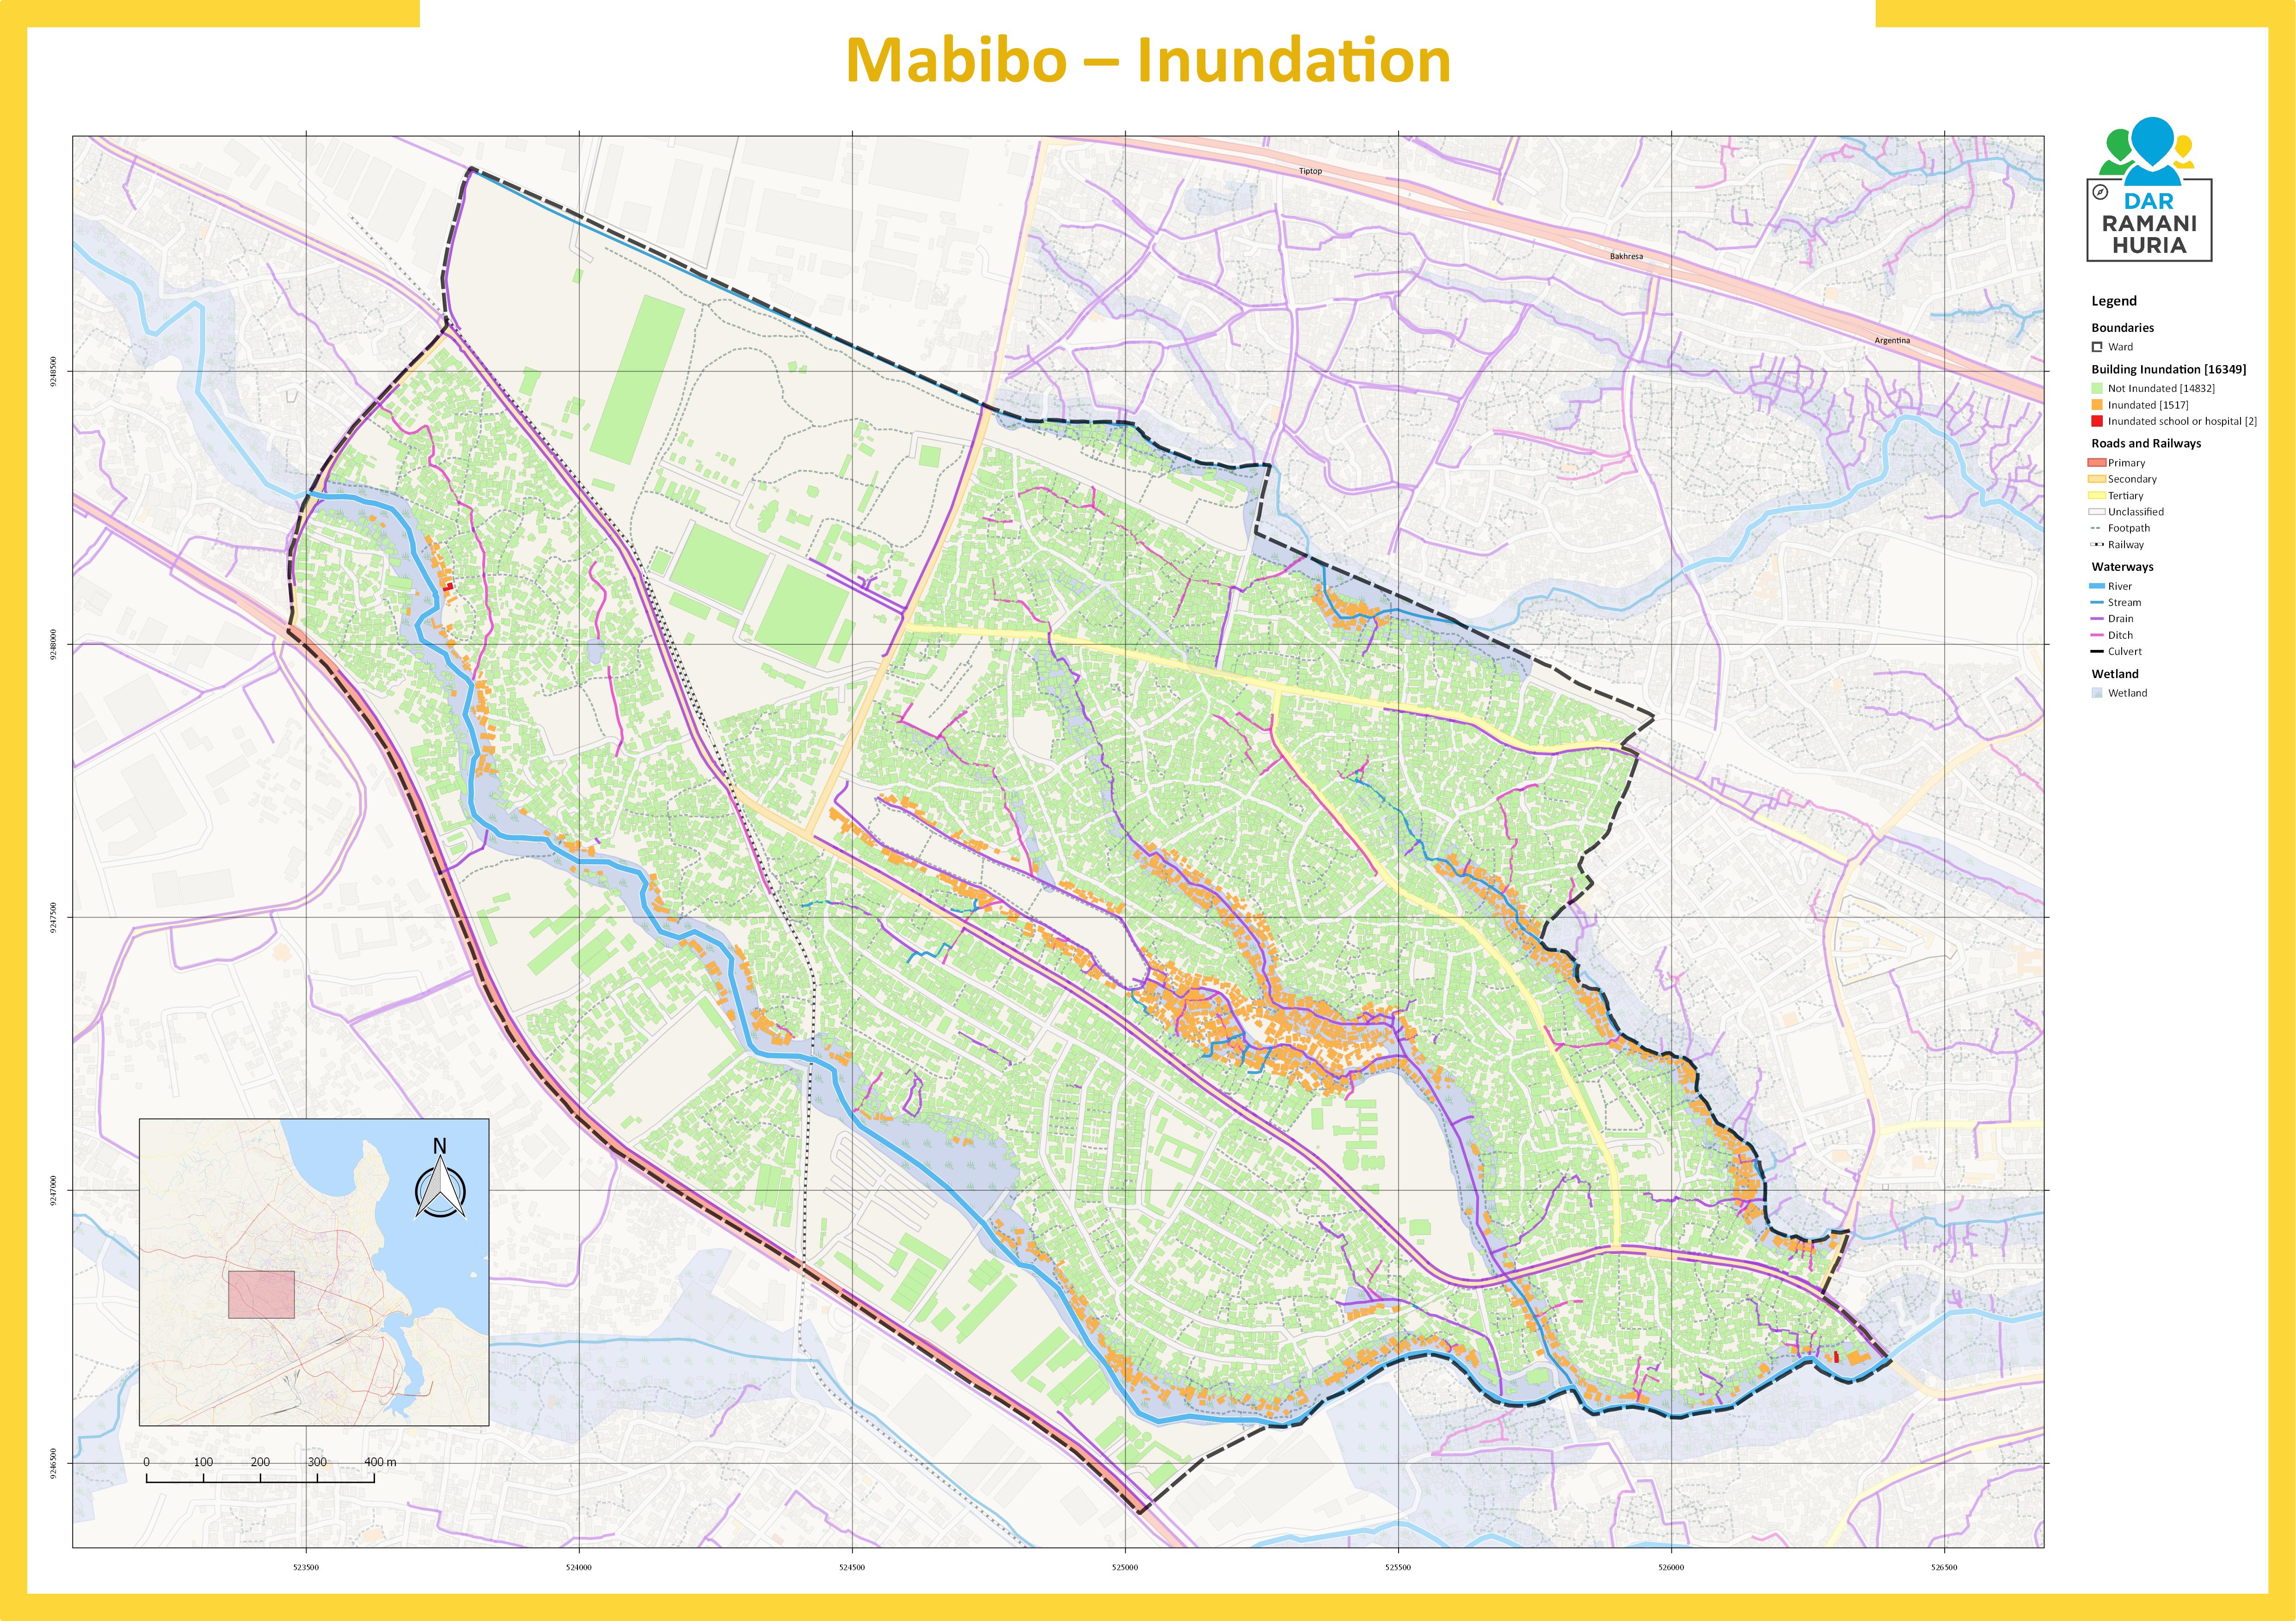 Mabibo – Inundation
Tiptop
Bakhresa
Argentina
DAR
RAMANI
HURIA
Legend
Boundaries
Ward
Building Inundation [16349]
Not Inundated [14832]
Inundated [1517]
Inundated school or hospital [2]
Roads and Railways
Primary
Secondary
Tertiary
Unclassified
Footpath
Railway
Waterways
River
Stream
Drain
Ditch
Culvert
Wetland
Wetland
9248500
9248000
9247500
9247000
9246500
N
0 100 200 300 400 m
523500 524000 524500 525000 525500 526000 526500